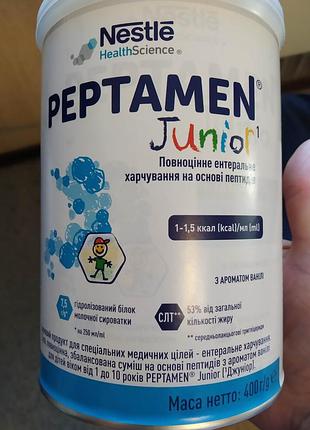 Nestlé
HealthScience®
PEPTAMEN®
Junior¹
Повноцінне ентеральне
харчування на основі пептидів
1-1,5 ккал (kcal)/мл (ml)
З АРОМАТОМ ВАНІЛІ
7,5
гідролізований білок
молочної сироватки
* на 250 мл/ml
СЛТ**
53% від загальної
кількості жиру
** середньоланцюгові тригліцериди
продукт для спеціальних медичних цілей - ентеральне харчування,
збалансована суміш на основі пептидів з ароматом ванілі
для дітей віком від 1 до 10 років PEPTAMEN® Junior (¹Джуніор).
Маса нетто: 400г/g